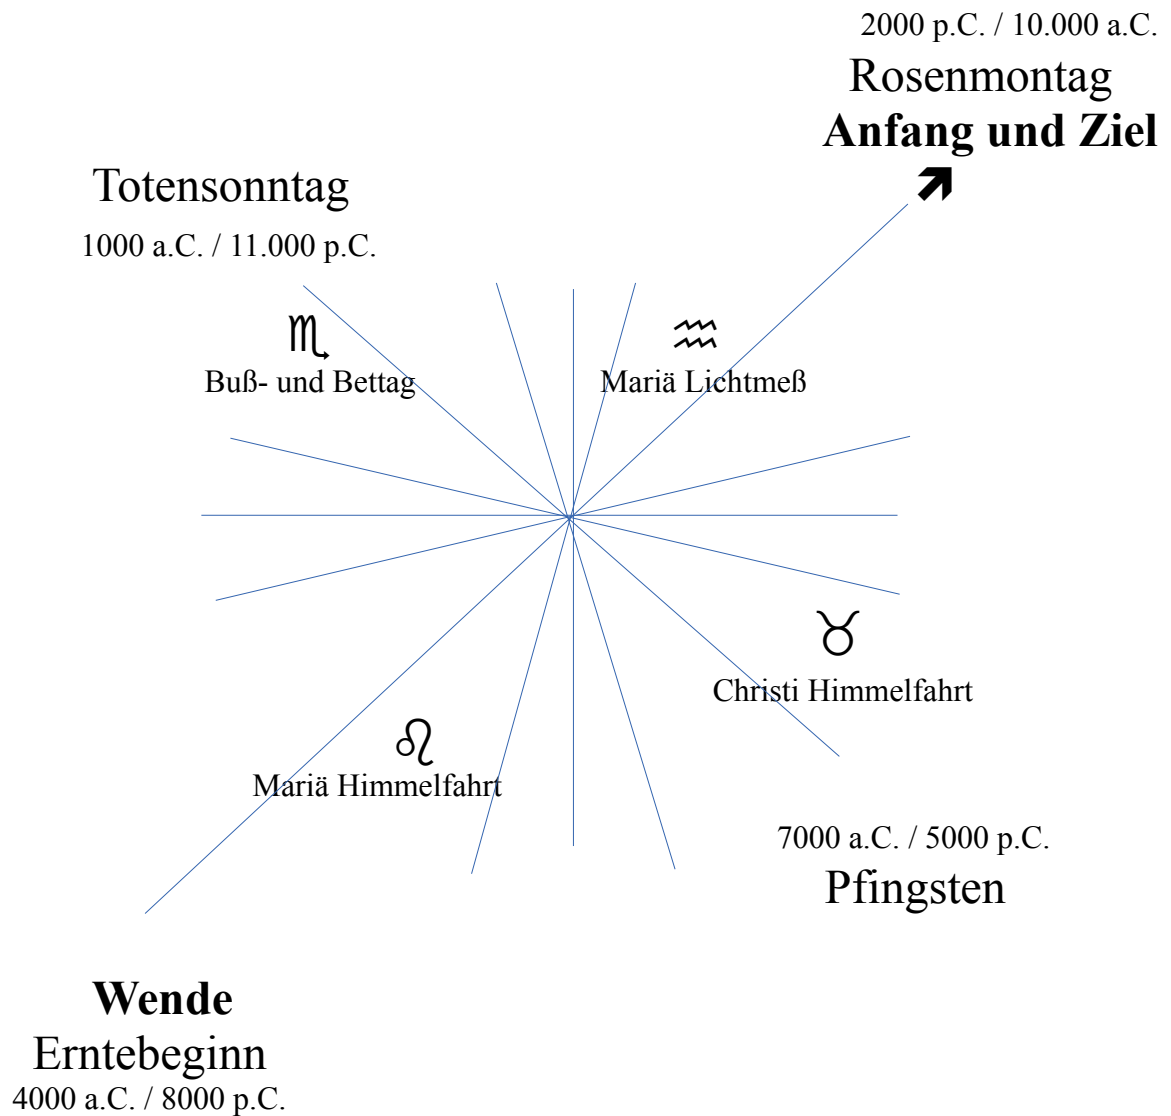 2000 p.C. / 10.000 a.C.
Rosenmontag
Anfang und Ziel
Totensonntag
1000 a.C. / 11.000 p.C.
♏ ♒
Buß- und Bettag Mariä Lichtmeß
♉
Christi Himmelfahrt
♌
Mariä Himmelfahrt
7000 a.C. / 5000 p.C.
Pfingsten
Wende
Erntebeginn
4000 a.C. / 8000 p.C.